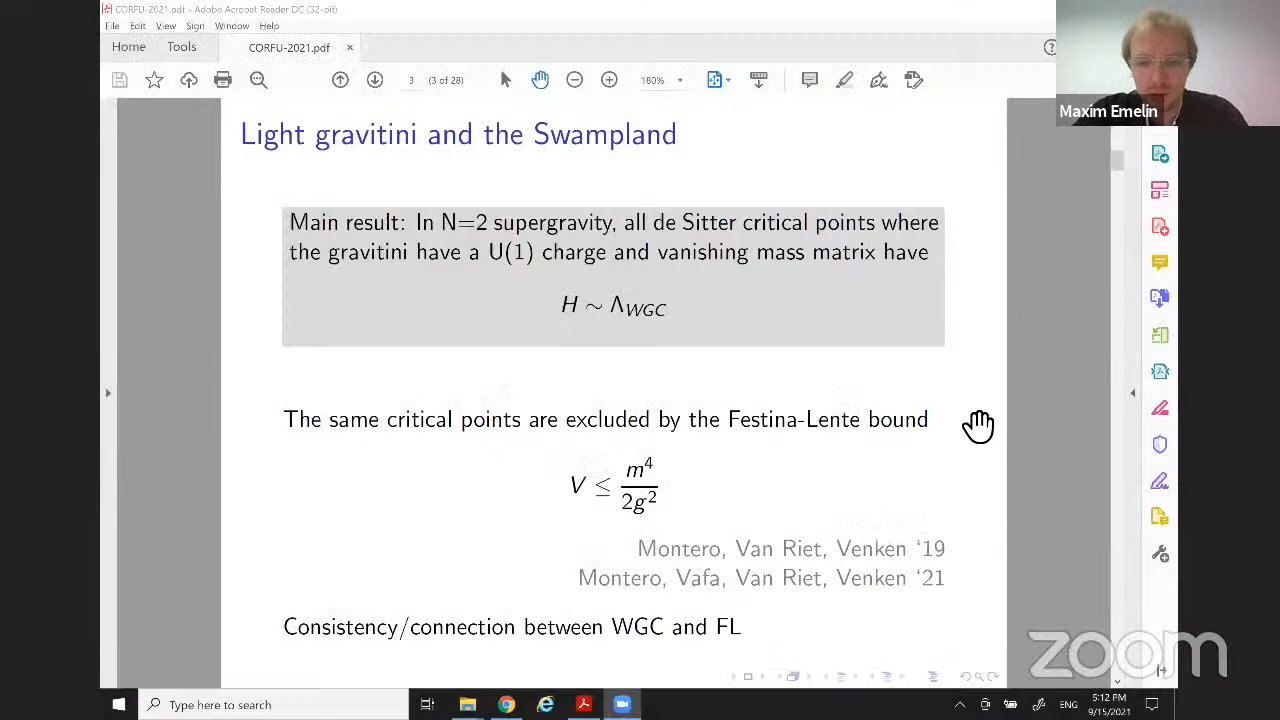 CORFU-2021.pdf - Adobe Acrobat Reader DC (32-bit)
File Edit View Sign Window Help
Home Tools CORFU-2021.pdf ×
3 (3 of 28) 180%
Maxim Emelin
Light gravitini and the Swampland
Main result: In N=2 supergravity, all de Sitter critical points where
the gravitini have a U(1) charge and vanishing mass matrix have
H ∼ Λ_WGC
The same critical points are excluded by the Festina-Lente bound
V ≤ m⁴/2g²
Montero, Van Riet, Venken ‘19
Montero, Vafa, Van Riet, Venken ‘21
Consistency/connection between WGC and FL
zoom
Type here to search
5:12 PM
9/15/2021